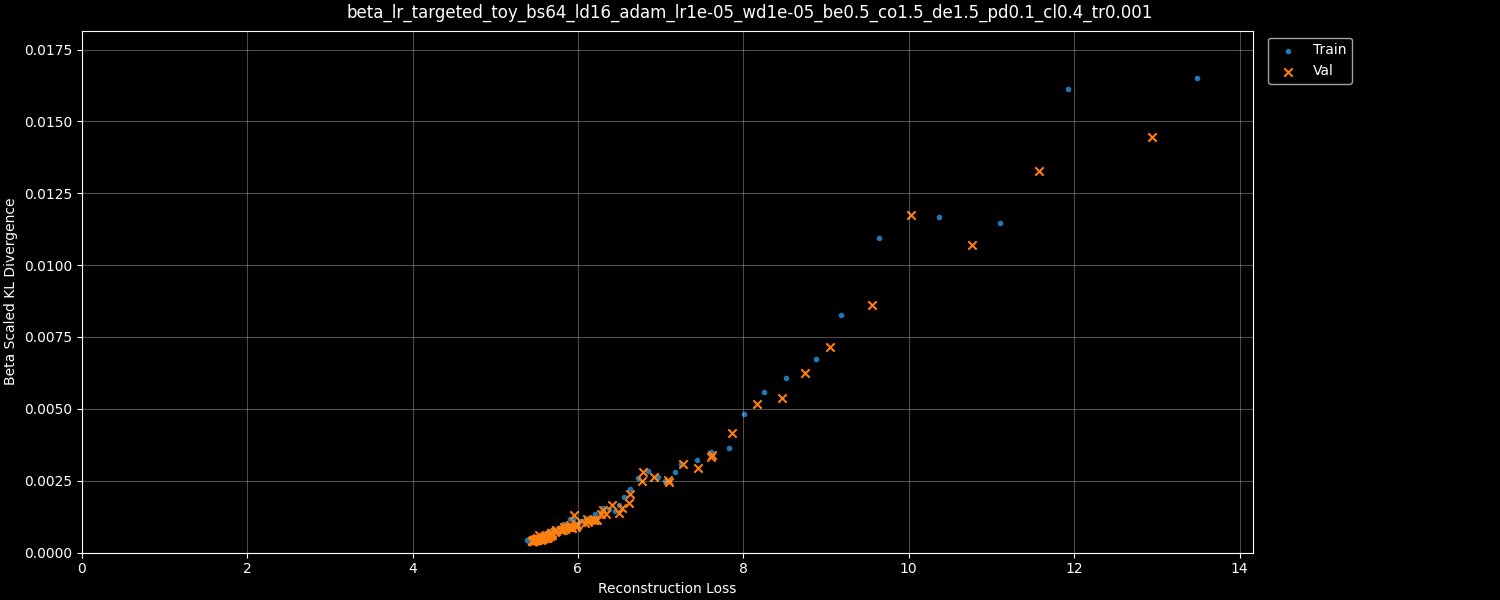 beta_lr_targeted_toy_bs64_ld16_adam_lr1e-05_wd1e-05_be0.5_co1.5_de1.5_pd0.1_cl0.4_tr0.001
Train
Val
Beta Scaled KL Divergence
0.0175
0.0150
0.0125
0.0100
0.0075
0.0050
0.0025
0.0000
0 2 4 6 8 10 12 14
Reconstruction Loss